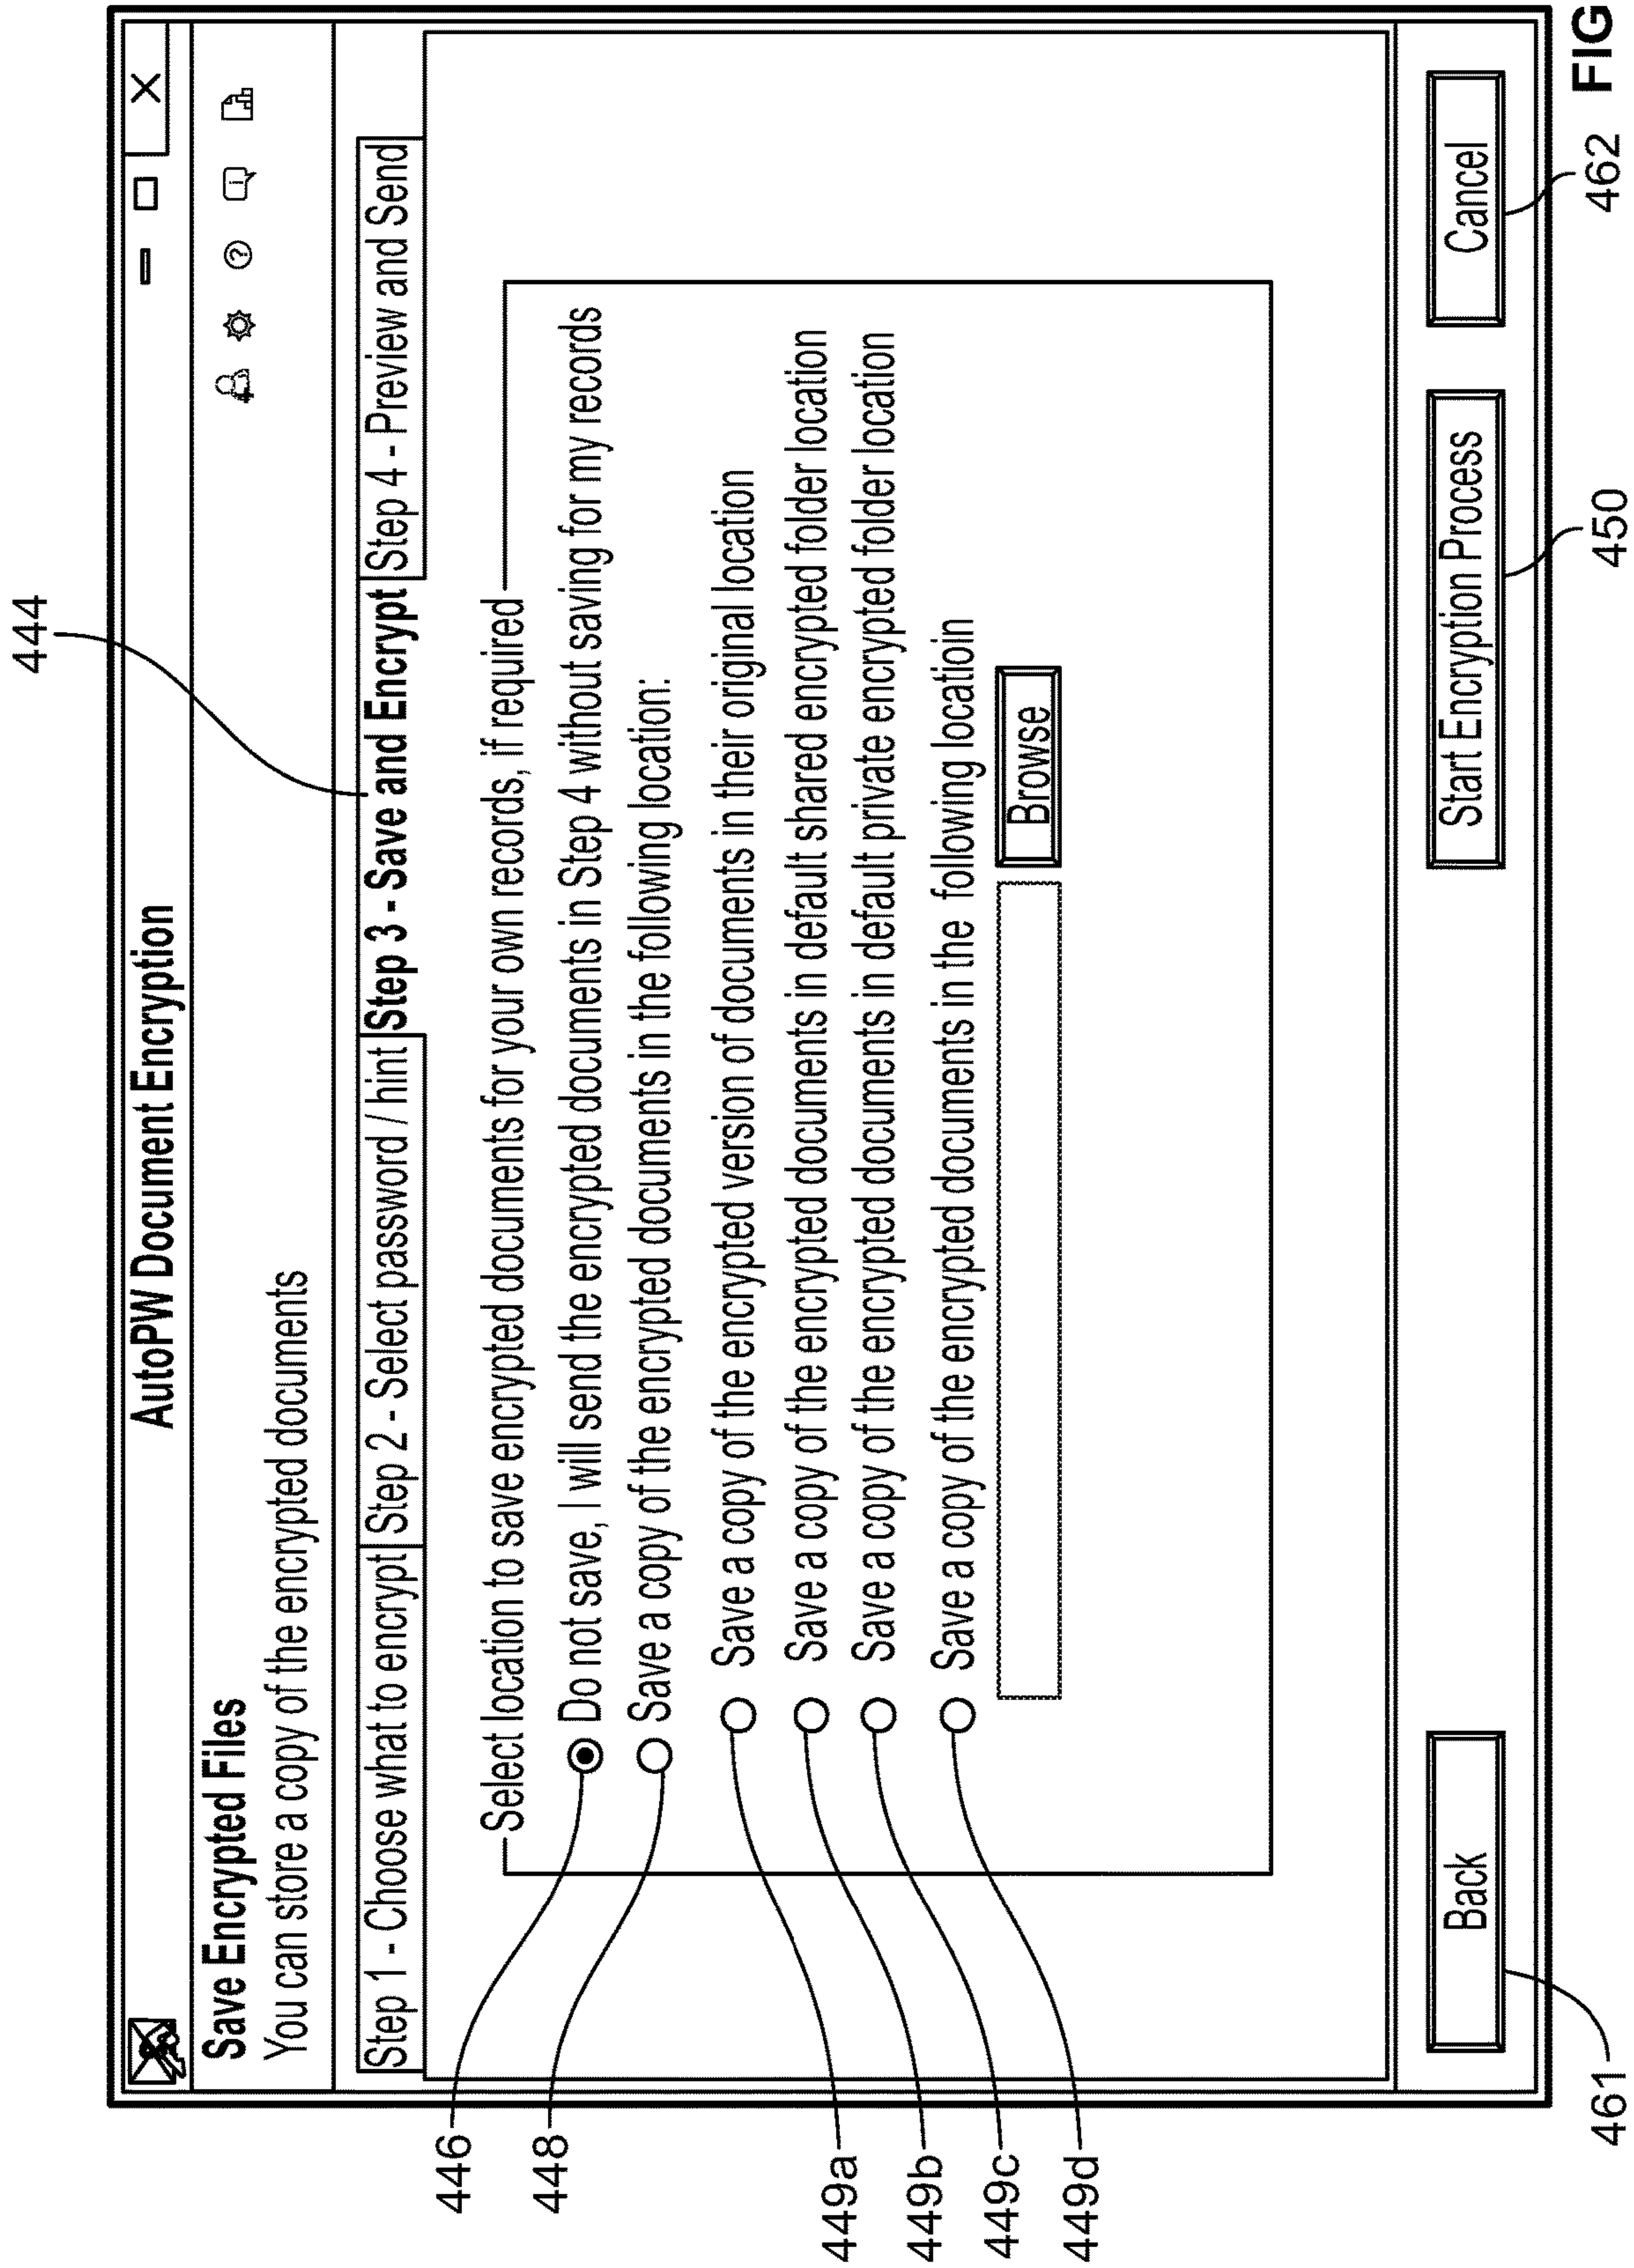 444
AutoPW Document Encryption
Save Encrypted Files
You can store a copy of the encrypted documents
Step 1 - Choose what to encrypt Step 2 - Select password / hint Step 3 - Save and Encrypt Step 4 - Preview and Send
Select location to save encrypted documents for your own records, if required
446 Do not save, I will send the encrypted documents in Step 4 without saving for my records
448 Save a copy of the encrypted documents in the following location:
449a Save a copy of the encrypted version of documents in their original location
449b Save a copy of the encrypted documents in default shared encrypted folder location
449c Save a copy of the encrypted documents in default private encrypted folder location
449d Save a copy of the encrypted documents in the following locatioin
Browse
Back Start Encryption Process Cancel
461 450 462
FIG